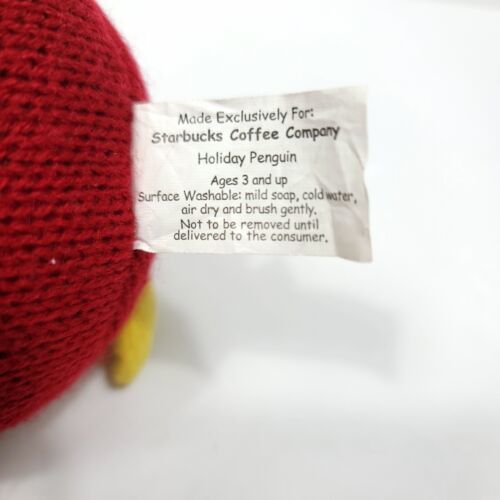 Made Exclusively For:
Starbucks Coffee Company
Holiday Penguin
Ages 3 and up
Surface Washable: mild soap, cold water,
air dry and brush gently.
Not to be removed until
delivered to the consumer.